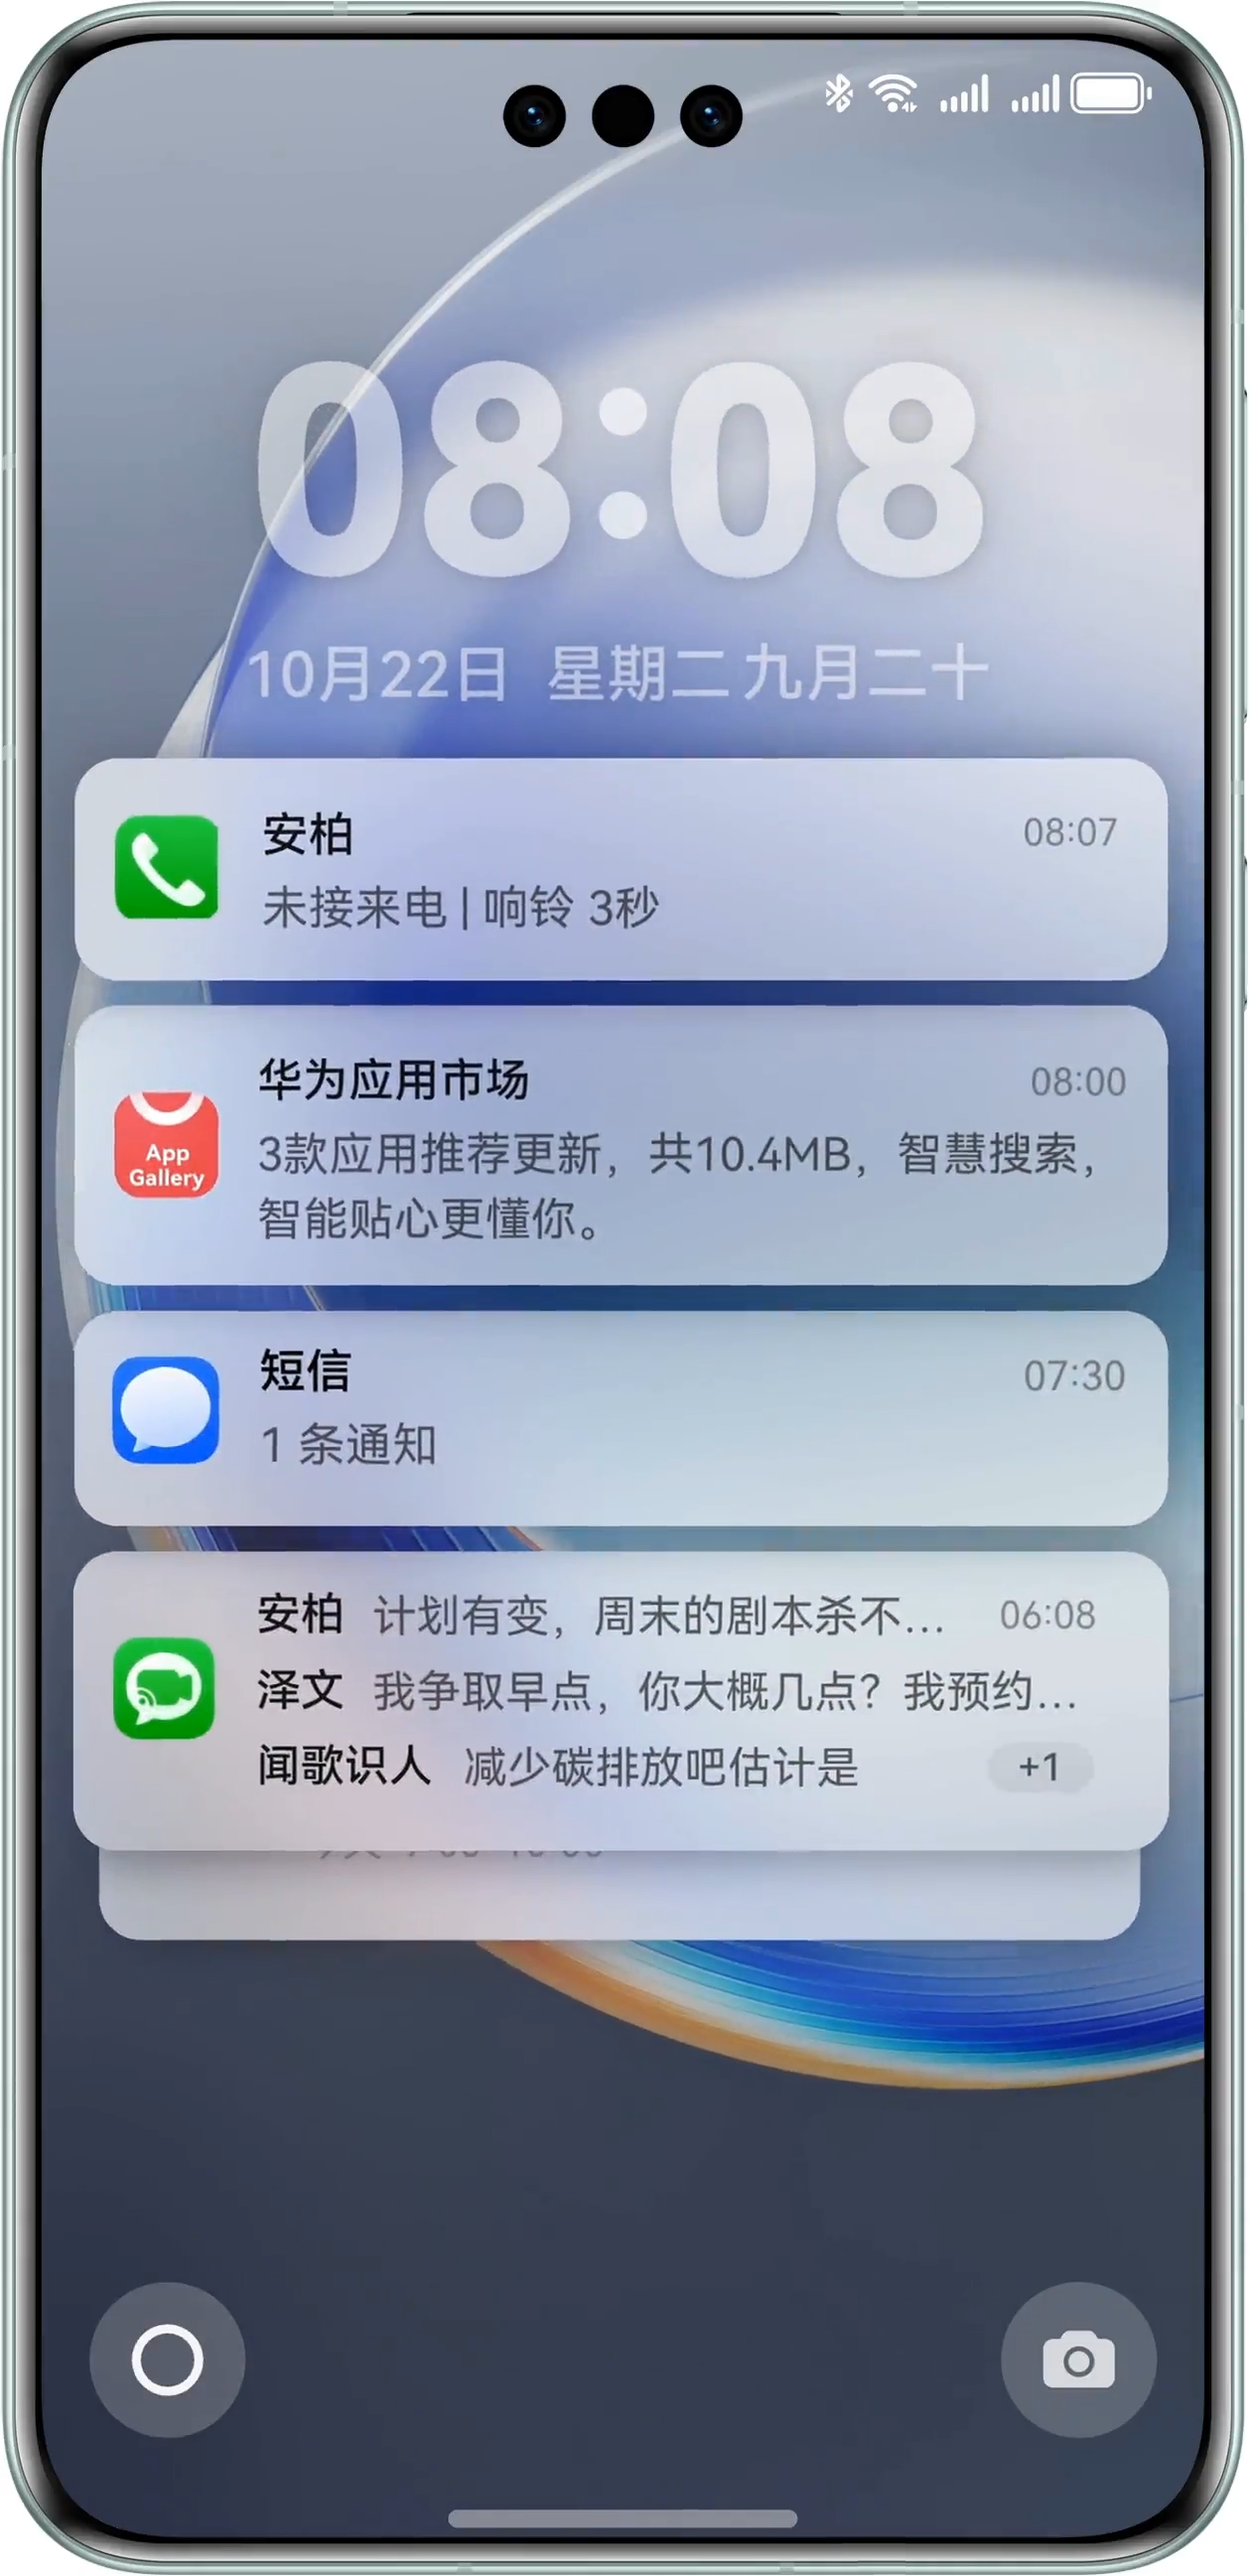 08:08
10月22日 星期二 九月二十
安柏 08:07
未接来电 | 响铃 3秒
华为应用市场 08:00
App
Gallery
3款应用推荐更新，共10.4MB，智慧搜索，
智能贴心更懂你。
短信 07:30
1 条通知
安柏 计划有变，周末的剧本杀不... 06:08
泽文 我争取早点，你大概几点？我预约...
闻歌识人 减少碳排放吧估计是 +1